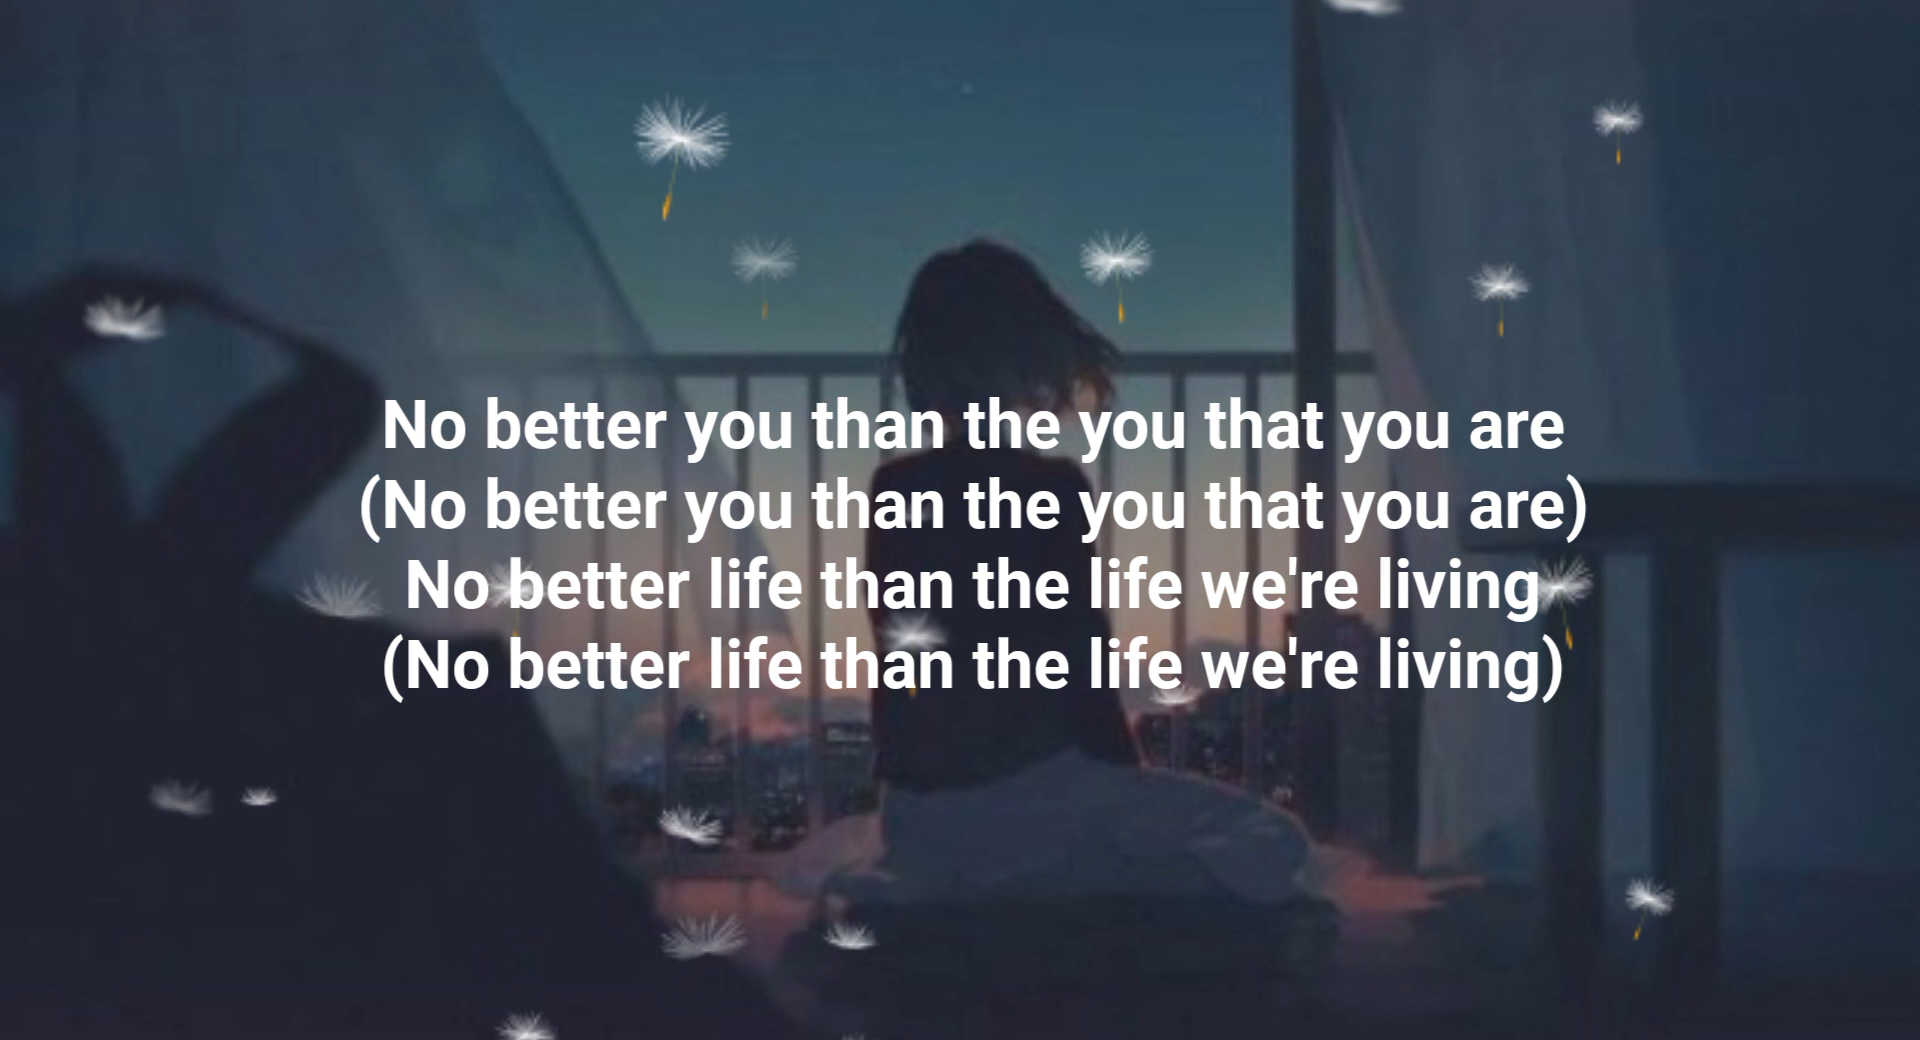 No better you than the you that you are
(No better you than the you that you are)
No better life than the life we're living
(No better life than the life we're living)